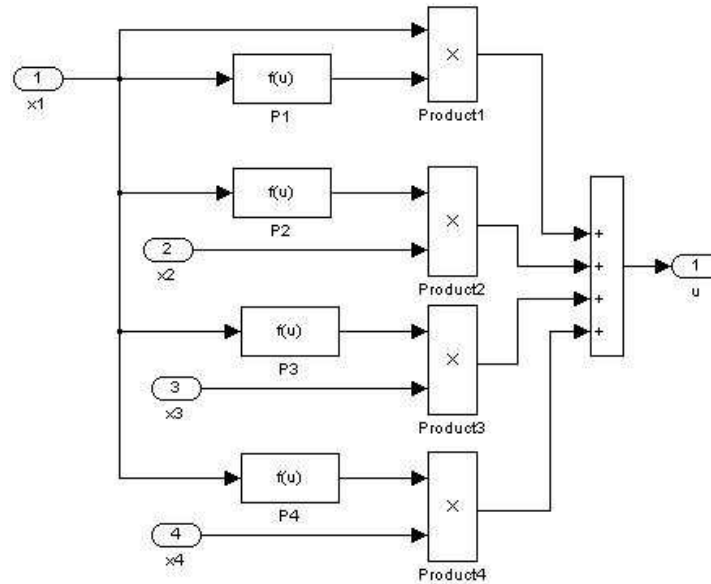 1
x1
f(u)
P1
×
Product1
f(u)
P2
2
x2
×
Product2
f(u)
P3
3
x3
×
Product3
f(u)
P4
4
x4
×
Product4
+
+
+
+
1
u